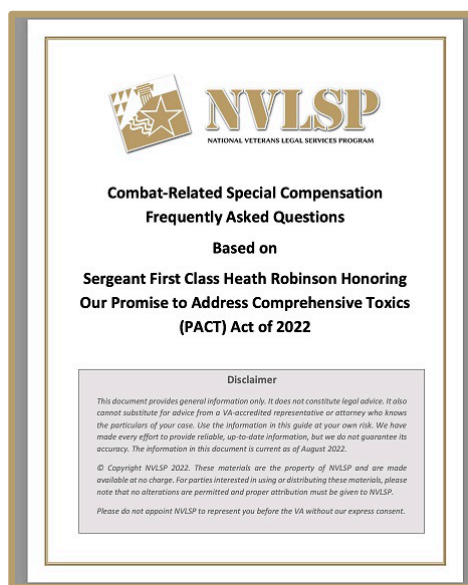 NVLSP
NATIONAL VETERANS LEGAL SERVICES PROGRAM
Combat-Related Special Compensation
Frequently Asked Questions
Based on
Sergeant First Class Heath Robinson Honoring
Our Promise to Address Comprehensive Toxics
(PACT) Act of 2022
Disclaimer
This document provides general information only. It does not constitute legal advice. It also
cannot substitute for advice from a VA-accredited representative or attorney who knows
the particulars of your case. Use the information in this guide at your own risk. We have
made every effort to provide reliable, up-to-date information, but we do not guarantee its
accuracy. The information in this document is current as of August 2022.
© Copyright NVLSP 2022. These materials are the property of NVLSP and are made
available at no charge. For parties interested in using or distributing these materials, please
note that no alterations are permitted and proper attribution must be given to NVLSP.
Please do not appoint NVLSP to represent you before the VA without our express consent.